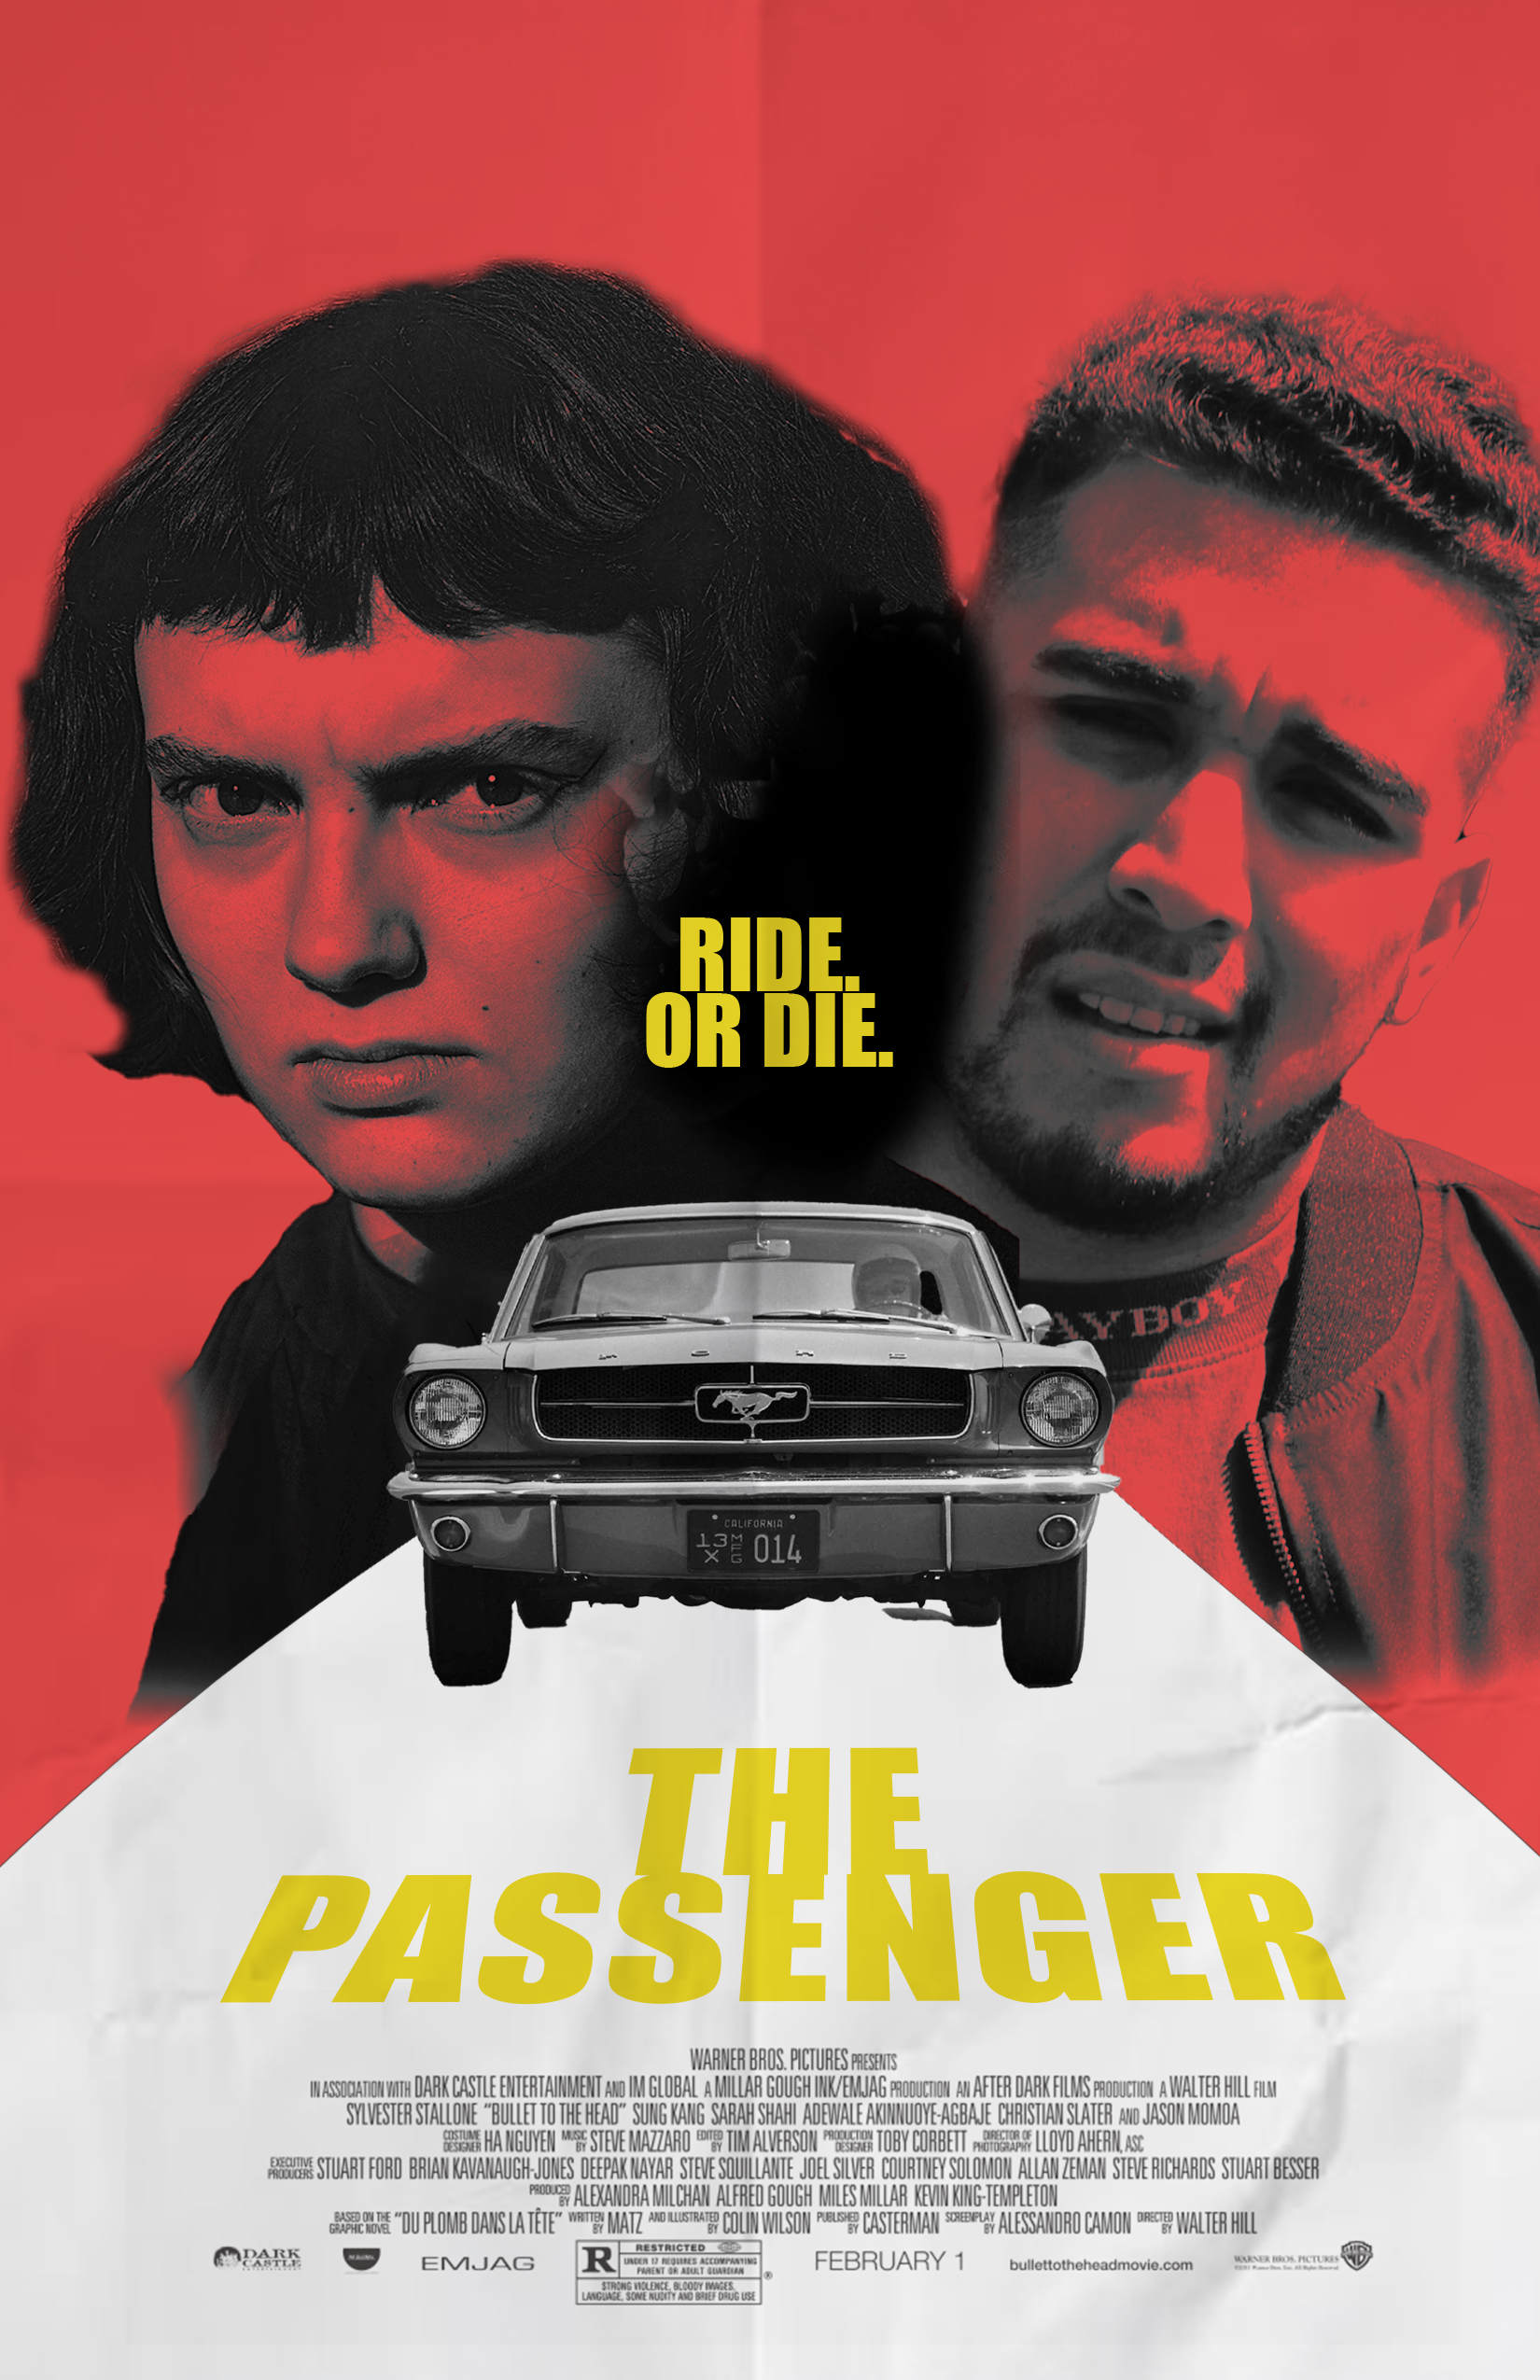 RIDE.
OR DIE.
AYBOY
FORD
CALIFORNIA
13 M 014
X F G
THE
PASSENGER
WARNER BROS. PICTURES PRESENTS
IN ASSOCIATION WITH DARK CASTLE ENTERTAINMENT AND IM GLOBAL A MILLAR GOUGH INK/EMJAG PRODUCTION AN AFTER DARK FILMS PRODUCTION A WALTER HILL FILM
SYLVESTER STALLONE "BULLET TO THE HEAD" SUNG KANG SARAH SHAHI ADEWALE AKINNUOYE-AGBAJE CHRISTIAN SLATER AND JASON MOMOA
COSTUME DESIGNER HA NGUYEN MUSIC BY STEVE MAZZARO EDITED BY TIM ALVERSON PRODUCTION DESIGNER TOBY CORBETT DIRECTOR OF PHOTOGRAPHY LLOYD AHERN, ASC
EXECUTIVE PRODUCERS STUART FORD BRIAN KAVANAUGH-JONES DEEPAK NAYAR STEVE SQUILLANTE JOEL SILVER COURTNEY SOLOMON ALLAN ZEMAN STEVE RICHARDS STUART BESSER
PRODUCED BY ALEXANDRA MILCHAN ALFRED GOUGH MILES MILLAR KEVIN KING-TEMPLETON
BASED ON THE GRAPHIC NOVEL "DU PLOMB DANS LA TÊTE" WRITTEN BY MATZ AND ILLUSTRATED BY COLIN WILSON PUBLISHED BY CASTERMAN SCREENPLAY BY ALESSANDRO CAMON DIRECTED BY WALTER HILL
DARK CASTLE ENTERTAINMENT
EMJAG
R RESTRICTED
UNDER 17 REQUIRES ACCOMPANYING
PARENT OR ADULT GUARDIAN
STRONG VIOLENCE, BLOODY IMAGES,
LANGUAGE, SOME NUDITY AND BRIEF DRUG USE
®
FEBRUARY 1
bullettotheheadmovie.com
WARNER BROS. PICTURES